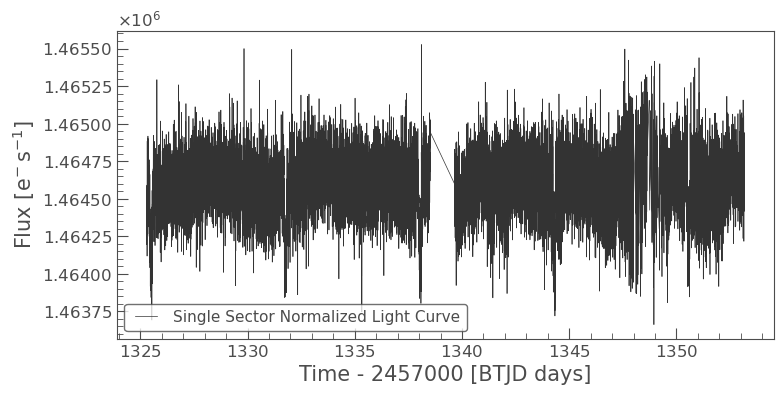 ×10⁶
1.46550
1.46525
1.46500
1.46475
1.46450
1.46425
1.46400
1.46375
Flux [e⁻ s⁻¹]
Single Sector Normalized Light Curve
1325 1330 1335 1340 1345 1350
Time - 2457000 [BTJD days]